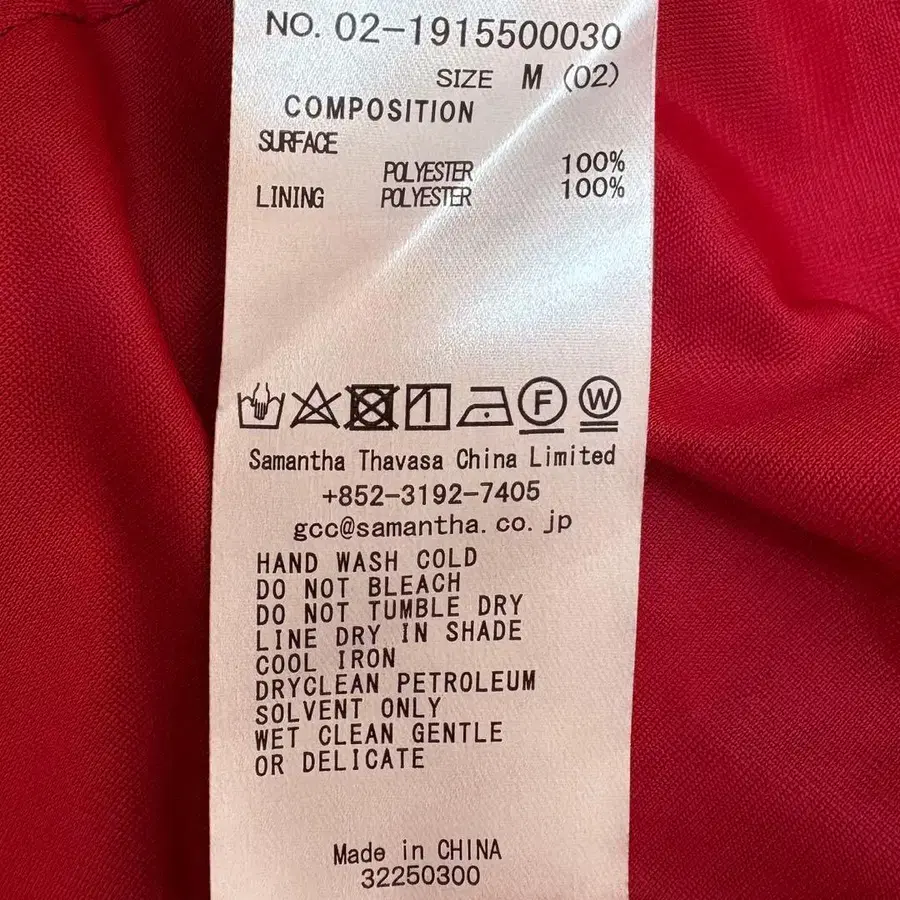 NO. 02-1915500030
SIZE M (02)
COMPOSITION
SURFACE
POLYESTER 100%
LINING POLYESTER 100%
F W
Samantha Thavasa China Limited
+852-3192-7405
gcc@samantha.co.jp
HAND WASH COLD
DO NOT BLEACH
DO NOT TUMBLE DRY
LINE DRY IN SHADE
COOL IRON
DRYCLEAN PETROLEUM
SOLVENT ONLY
WET CLEAN GENTLE
OR DELICATE
Made in CHINA
32250300